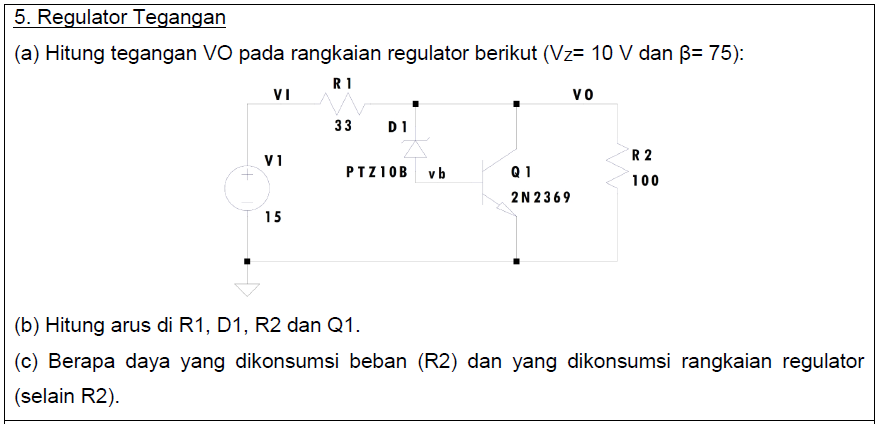 5. Regulator Tegangan
(a) Hitung tegangan VO pada rangkaian regulator berikut (Vz= 10 V dan β= 75):
R1
VI
VO
33
D1
V1
R2
PTZ10B
vb
Q1
100
2N2369
15
(b) Hitung arus di R1, D1, R2 dan Q1.
(c) Berapa daya yang dikonsumsi beban (R2) dan yang dikonsumsi rangkaian regulator
(selain R2).